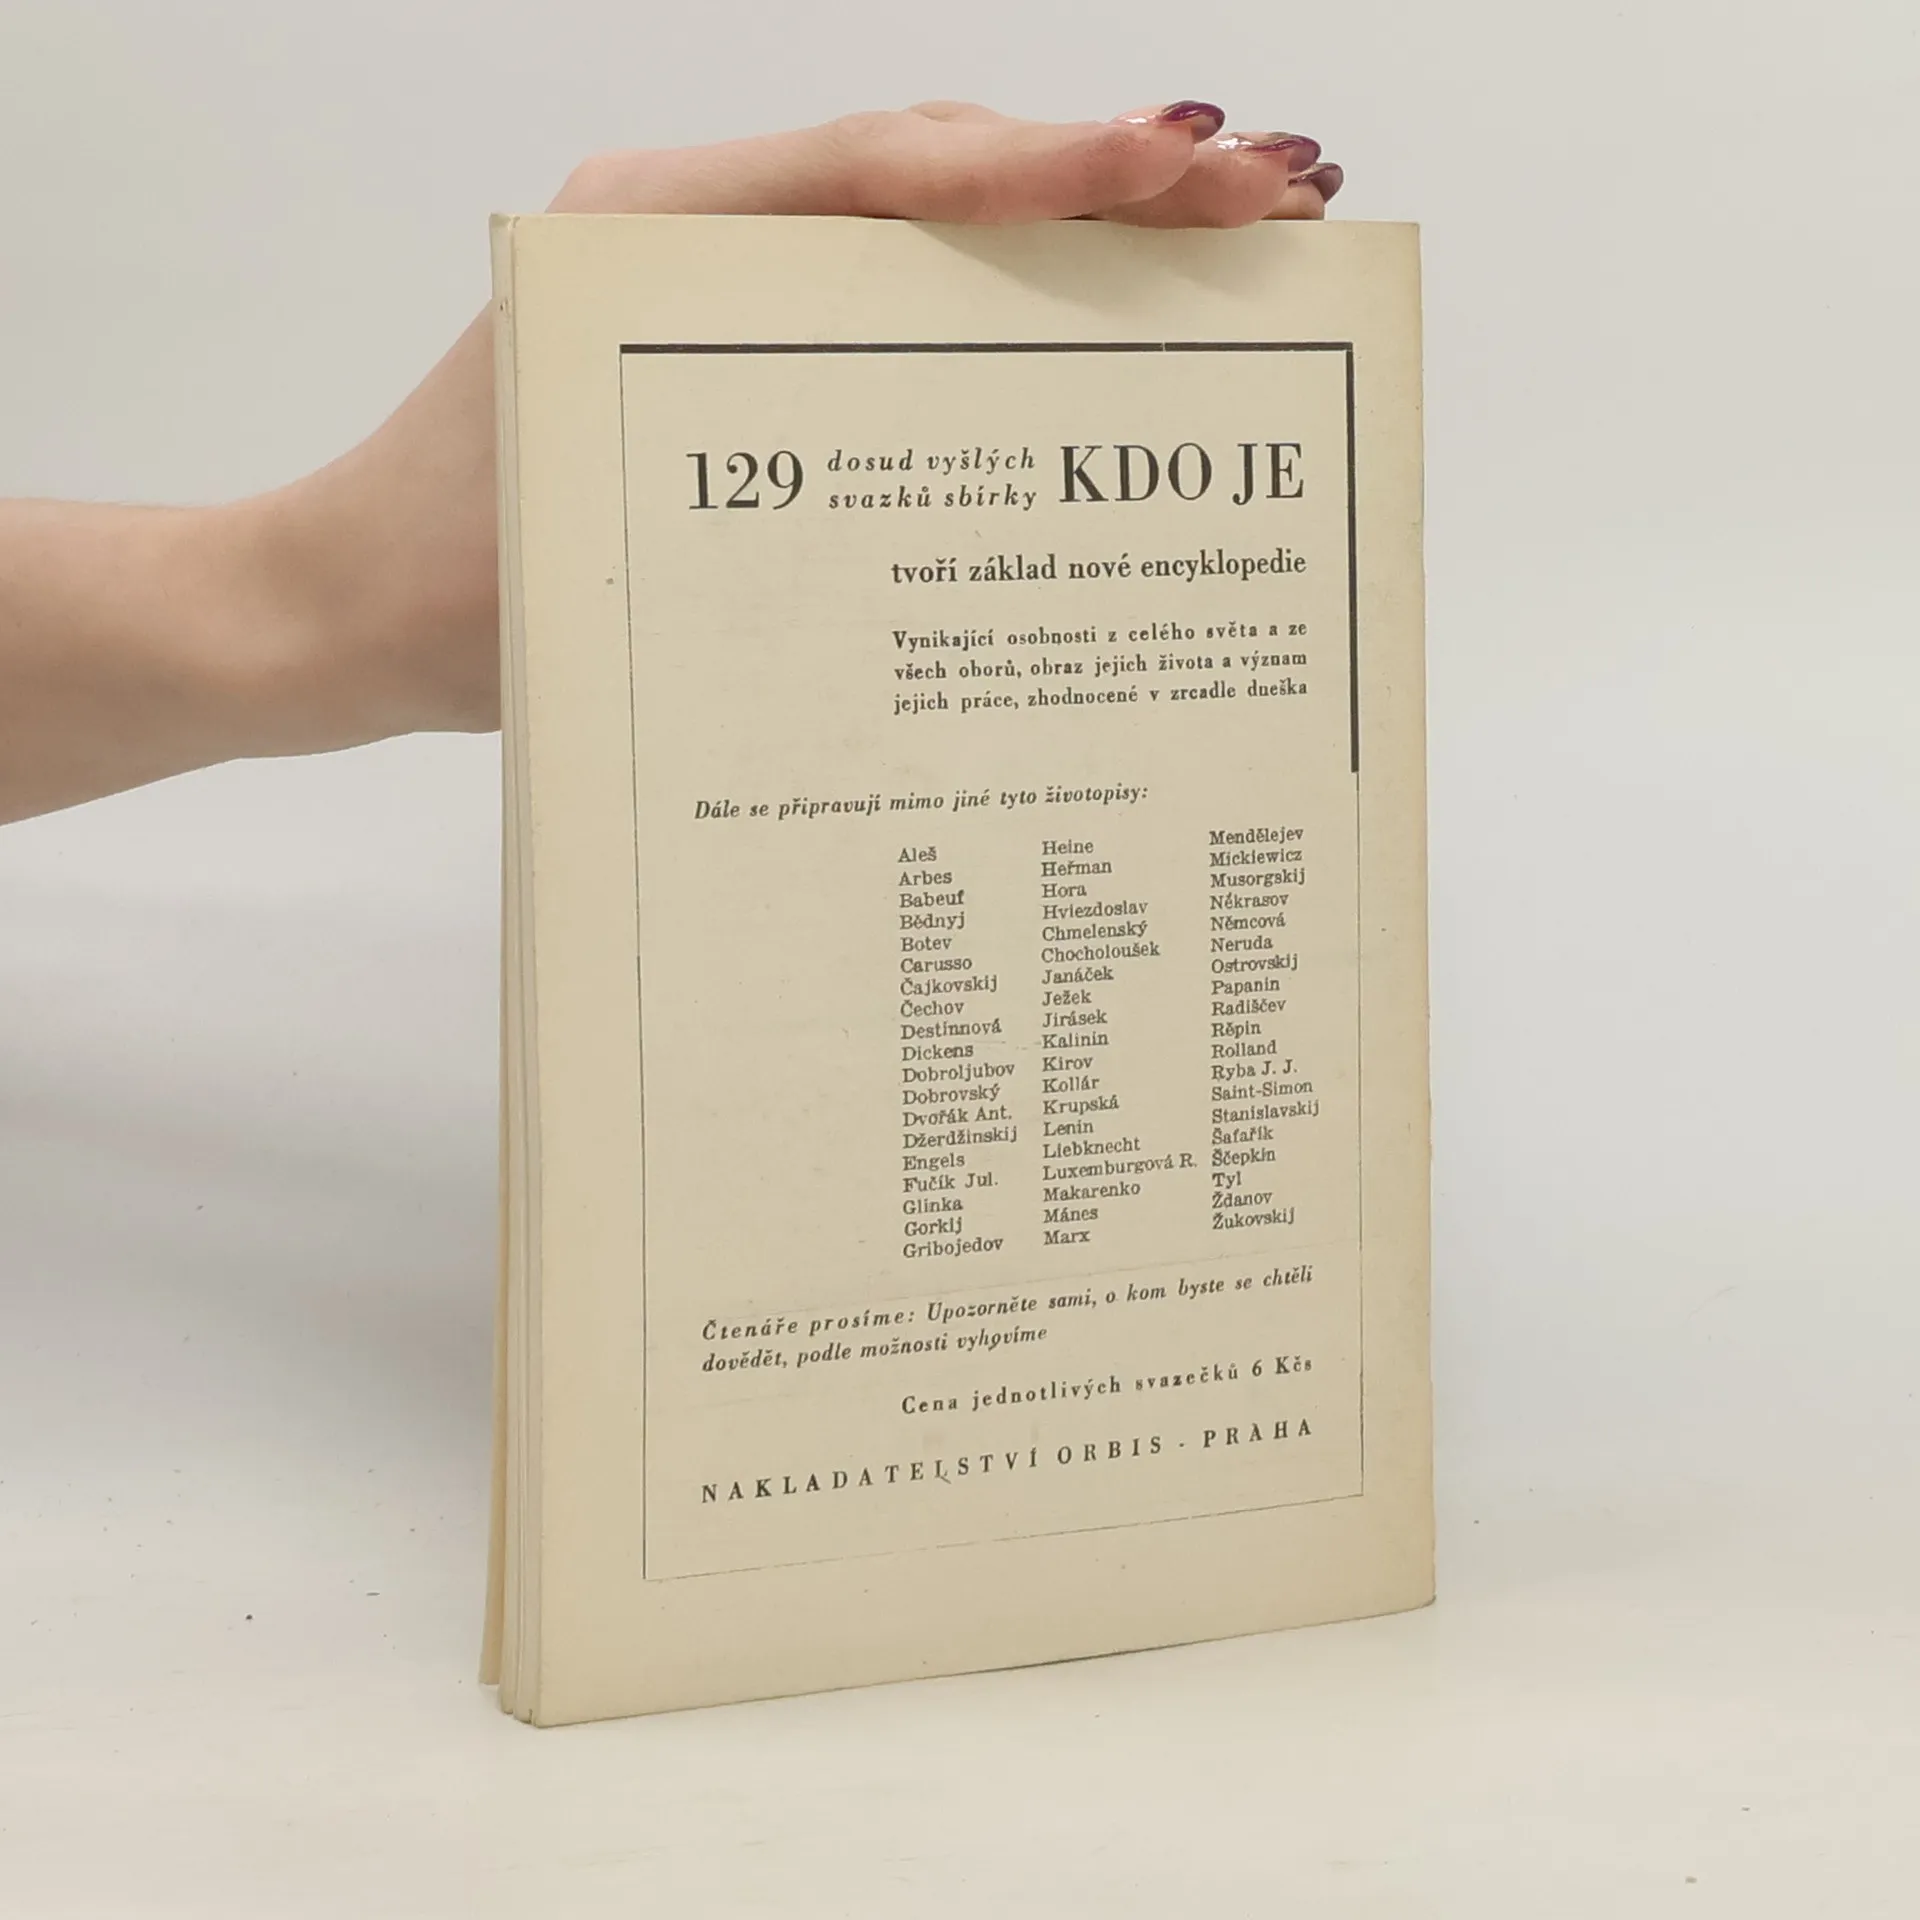 129 dosud vyšlých svazků sbírky KDO JE
tvoří základ nové encyklopedie
Vynikající osobnosti z celého světa a ze
všech oborů, obraz jejich života a význam
jejich práce, zhodnocené v zrcadle dneška
Dále se připravují mimo jiné tyto životopisy:
Aleš
Arbes
Babeuf
Bědnyj
Botev
Carusso
Čajkovskij
Čechov
Destinnová
Dickens
Dobroljubov
Dobrovský
Dvořák Ant.
Džerdžinskij
Engels
Fučík Jul.
Glinka
Gorkij
Gribojedov
Heine
Heřman
Hora
Hviezdoslav
Chmelenský
Chocholoušek
Janáček
Ježek
Jirásek
Kalinin
Kirov
Kollár
Krupská
Lenin
Liebknecht
Luxemburgová R.
Makarenko
Mánes
Marx
Mendělejev
Mickiewicz
Musorgskij
Někrasov
Němcová
Neruda
Ostrovskij
Papanin
Radiščev
Rěpin
Rolland
Ryba J. J.
Saint-Simon
Stanislavskij
Šafařík
Ščepkin
Tyl
Ždanov
Žukovskij
Čtenáře prosíme: Upozorněte sami, o kom byste se chtěli
dovědět, podle možnosti vyhovíme
Cena jednotlivých svazečků 6 Kčs
NAKLADATELSTVÍ ORBIS - PRAHA